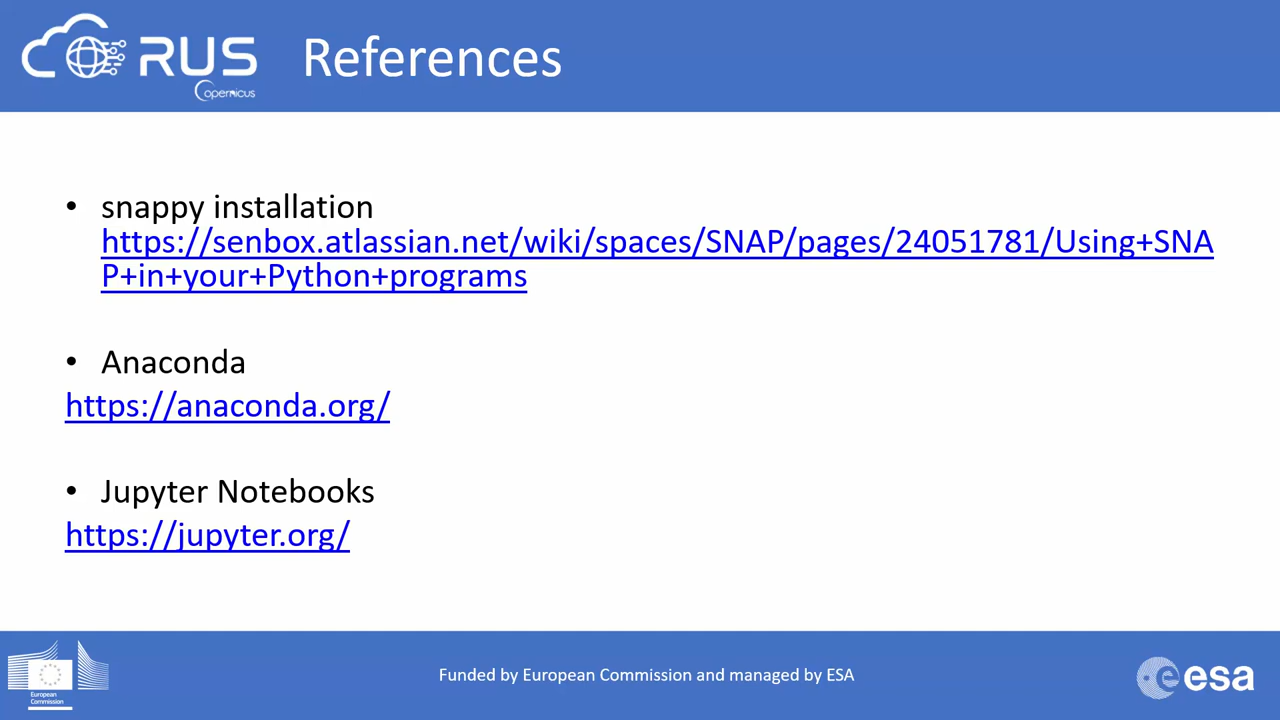 RUS
Copernicus
References
• snappy installation
https://senbox.atlassian.net/wiki/spaces/SNAP/pages/24051781/Using+SNA
P+in+your+Python+programs
• Anaconda
https://anaconda.org/
• Jupyter Notebooks
https://jupyter.org/
European
Commission
Funded by European Commission and managed by ESA
esa